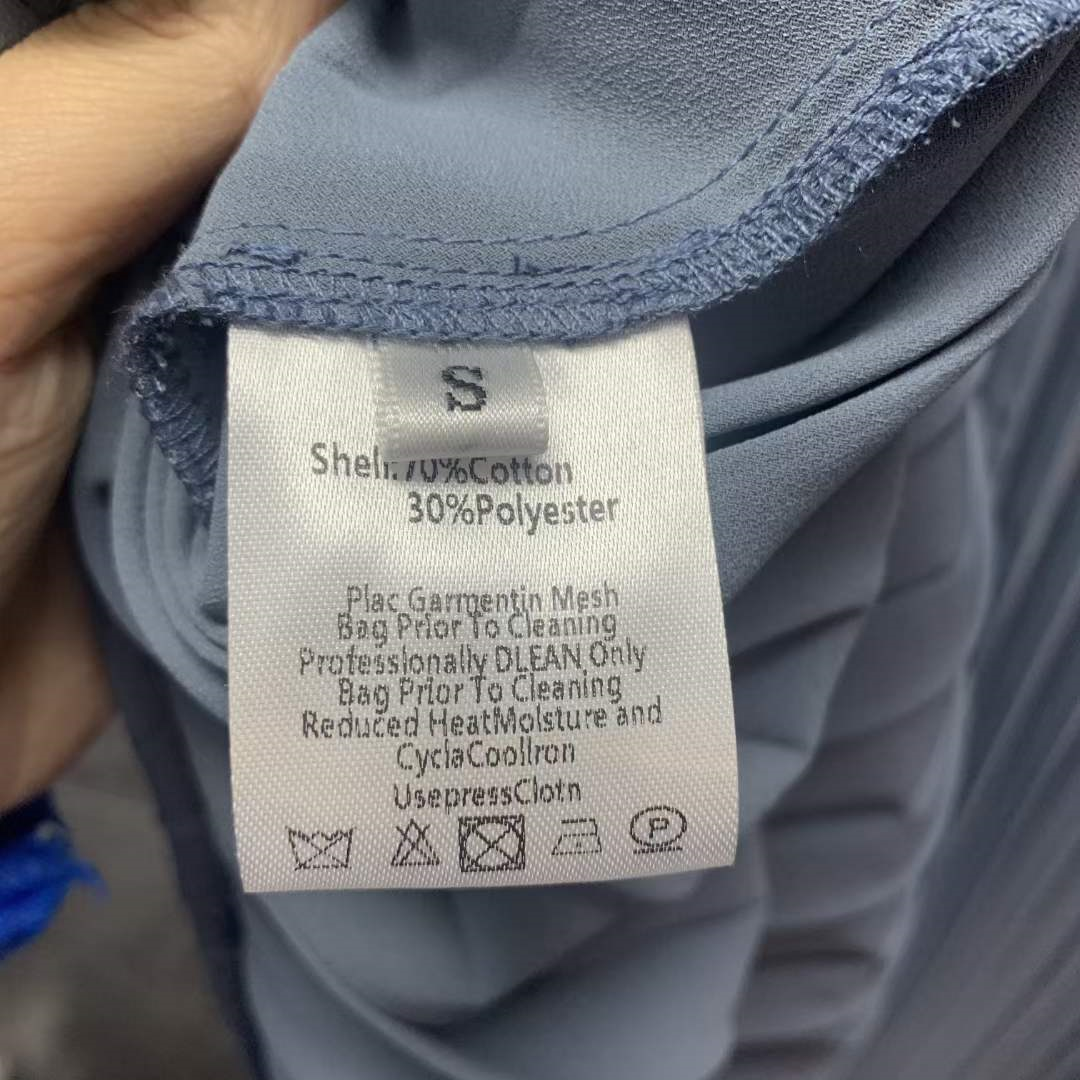 S
Shell:70%Cotton
30%Polyester
Plac Garmentin Mesh
Bag Prior To Cleaning
Professionally DLEAN Only
Bag Prior To Cleaning
Reduced HeatMolsture and
CyclaCoollron
UsepressClotn
P